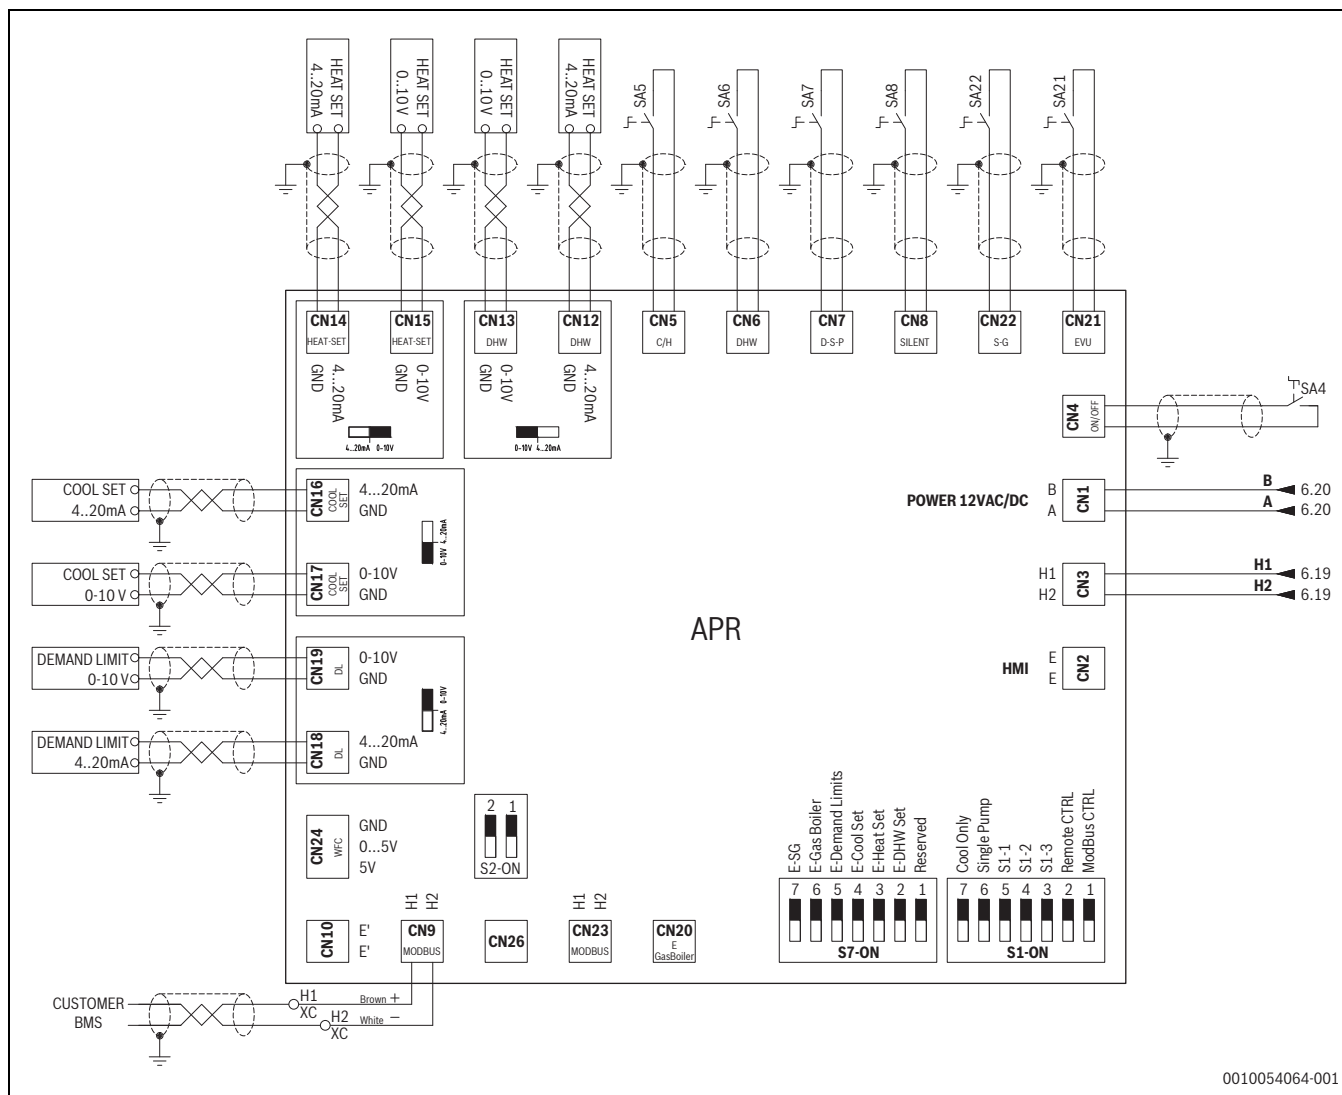 HEAT SET
4..20mA
HEAT SET
0..10 V
HEAT SET
0..10 V
HEAT SET
4..20mA
SA5
SA6
SA7
SA8
SA22
SA21
CN14
HEAT-SET
CN15
HEAT-SET
CN13
DHW
CN12
DHW
CN5
C/H
CN6
DHW
CN7
D-S-P
CN8
SILENT
CN22
S-G
CN21
EVU
GND
4...20mA
GND
0-10V
GND
0-10V
GND
4...20mA
4...20mA 0-10V
0-10V 4...20mA
CN4
ON/OFF
SA4
COOL SET
4..20mA
CN16
COOL
SET
4...20mA
GND
0-10V 4...20mA
COOL SET
0-10 V
CN17
COOL
SET
0-10V
GND
POWER 12VAC/DC
B
A
CN1
B
6.20
A
6.20
H1
H2
CN3
H1
6.19
H2
6.19
APR
DEMAND LIMIT
0-10 V
CN19
DL
0-10V
GND
4...20mA 0-10V
HMI
E
E
CN2
DEMAND LIMIT
4..20mA
CN18
DL
4...20mA
GND
CN24
WFC
GND
0...5V
5V
2 1
S2-ON
E-SG
E-Gas Boiler
E-Demand Limits
E-Cool Set
E-Heat Set
E-DHW Set
Reserved
7 6 5 4 3 2 1
S7-ON
Cool Only
Single Pump
S1-1
S1-2
S1-3
Remote CTRL
ModBus CTRL
7 6 5 4 3 2 1
S1-ON
CN10
E'
E'
H1
H2
CN9
MODBUS
CN26
H1
H2
CN23
MODBUS
CN20
E
GasBoiler
CUSTOMER
BMS
H1
XC
Brown +
H2
XC
White −
0010054064-001